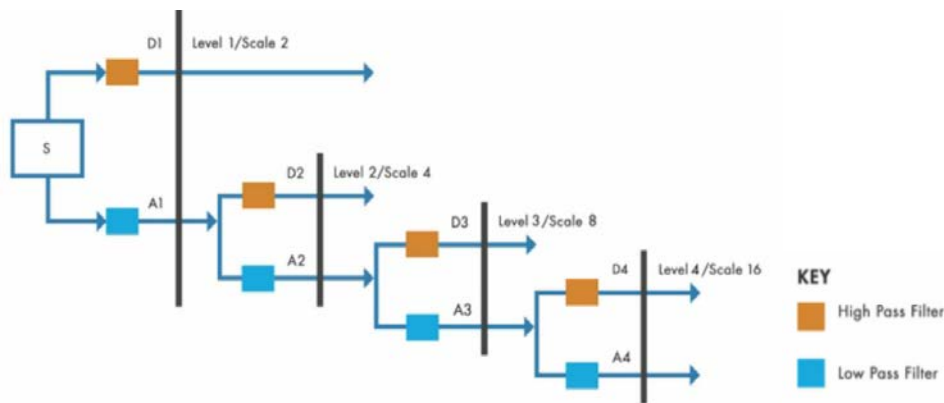 D1
Level 1/Scale 2
S
A1
D2
Level 2/Scale 4
A2
D3
Level 3/Scale 8
A3
D4
Level 4/Scale 16
A4
KEY
High Pass Filter
Low Pass Filter